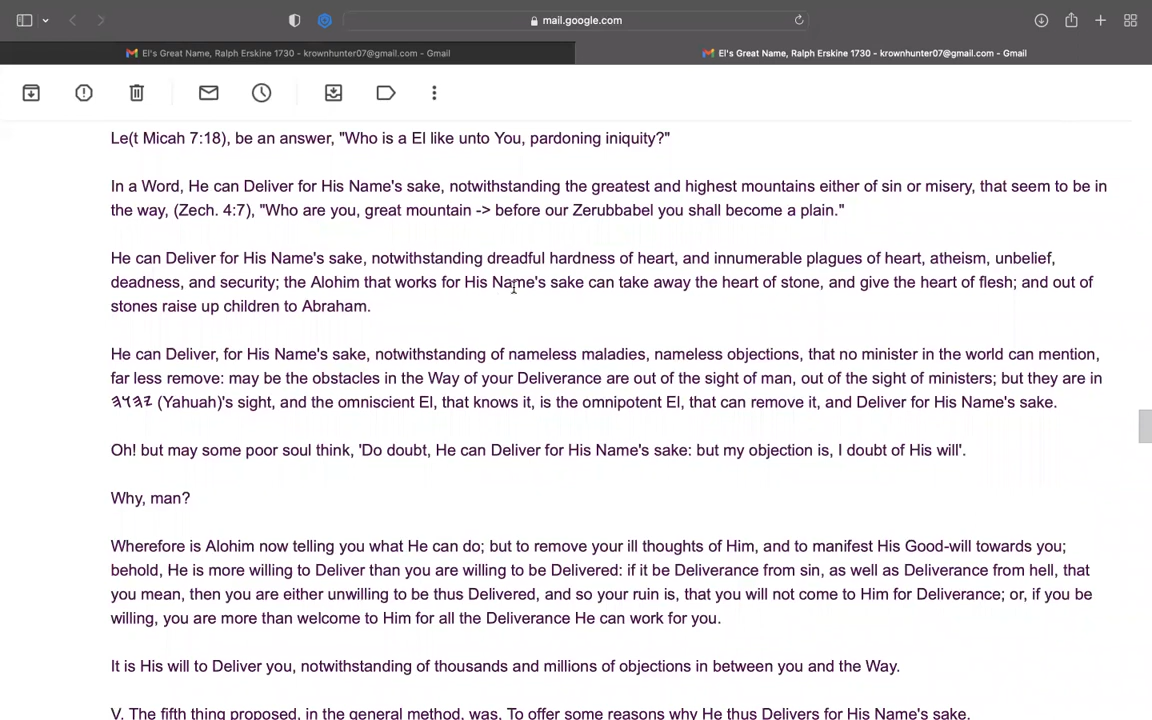 mail.google.com
El's Great Name, Ralph Erskine 1730 - krownhunter07@gmail.com - Gmail
El's Great Name, Ralph Erskine 1730 - krownhunter07@gmail.com - Gmail
Le(t Micah 7:18), be an answer, "Who is a El like unto You, pardoning iniquity?"
In a Word, He can Deliver for His Name's sake, notwithstanding the greatest and highest mountains either of sin or misery, that seem to be in
the way, (Zech. 4:7), "Who are you, great mountain -> before our Zerubbabel you shall become a plain."
He can Deliver for His Name's sake, notwithstanding dreadful hardness of heart, and innumerable plagues of heart, atheism, unbelief,
deadness, and security; the Alohim that works for His Name's sake can take away the heart of stone, and give the heart of flesh; and out of
stones raise up children to Abraham.
He can Deliver, for His Name's sake, notwithstanding of nameless maladies, nameless objections, that no minister in the world can mention,
far less remove: may be the obstacles in the Way of your Deliverance are out of the sight of man, out of the sight of ministers; but they are in
𐤄𐤅𐤄𐤉 (Yahuah)'s sight, and the omniscient El, that knows it, is the omnipotent El, that can remove it, and Deliver for His Name's sake.
Oh! but may some poor soul think, 'Do doubt, He can Deliver for His Name's sake: but my objection is, I doubt of His will'.
Why, man?
Wherefore is Alohim now telling you what He can do; but to remove your ill thoughts of Him, and to manifest His Good-will towards you;
behold, He is more willing to Deliver than you are willing to be Delivered: if it be Deliverance from sin, as well as Deliverance from hell, that
you mean, then you are either unwilling to be thus Delivered, and so your ruin is, that you will not come to Him for Deliverance; or, if you be
willing, you are more than welcome to Him for all the Deliverance He can work for you.
It is His will to Deliver you, notwithstanding of thousands and millions of objections in between you and the Way.
V. The fifth thing proposed, in the general method, was, To offer some reasons why He thus Delivers for His Name's sake.